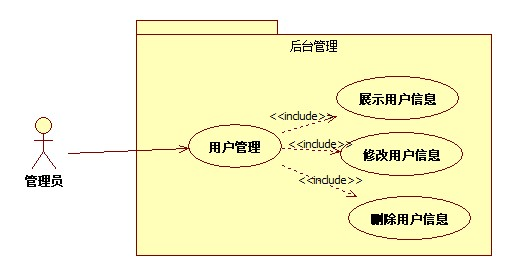 后台管理
展示用户信息
<<include>>
用户管理
<<include>>
修改用户信息
<<include>>
管理员
删除用户信息